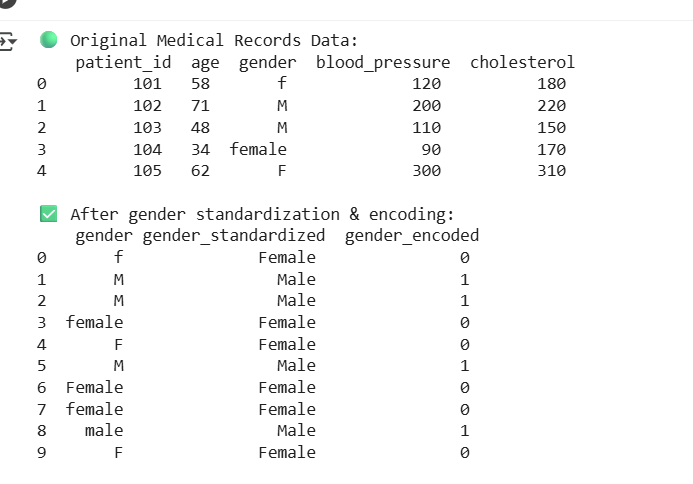 Original Medical Records Data:
patient_id age gender blood_pressure cholesterol
0 101 58 f 120 180
1 102 71 M 200 220
2 103 48 M 110 150
3 104 34 female 90 170
4 105 62 F 300 310
After gender standardization & encoding:
gender gender_standardized gender_encoded
0 f Female 0
1 M Male 1
2 M Male 1
3 female Female 0
4 F Female 0
5 M Male 1
6 Female Female 0
7 female Female 0
8 male Male 1
9 F Female 0